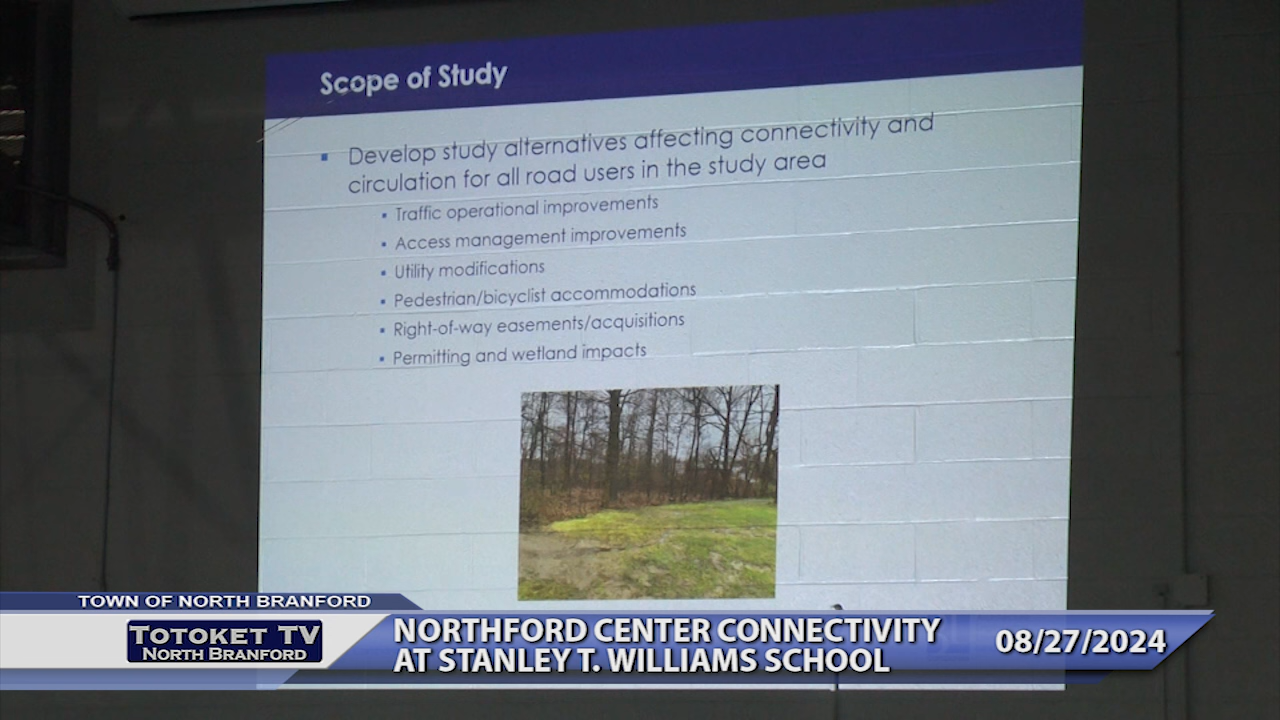 Scope of Study
▪ Develop study alternatives affecting connectivity and
circulation for all road users in the study area
▪ Traffic operational improvements
▪ Access management improvements
▪ Utility modifications
▪ Pedestrian/bicyclist accommodations
▪ Right-of-way easements/acquisitions
▪ Permitting and wetland impacts
TOWN OF NORTH BRANFORD
TOTOKET TV
NORTH BRANFORD
NORTHFORD CENTER CONNECTIVITY
AT STANLEY T. WILLIAMS SCHOOL
08/27/2024